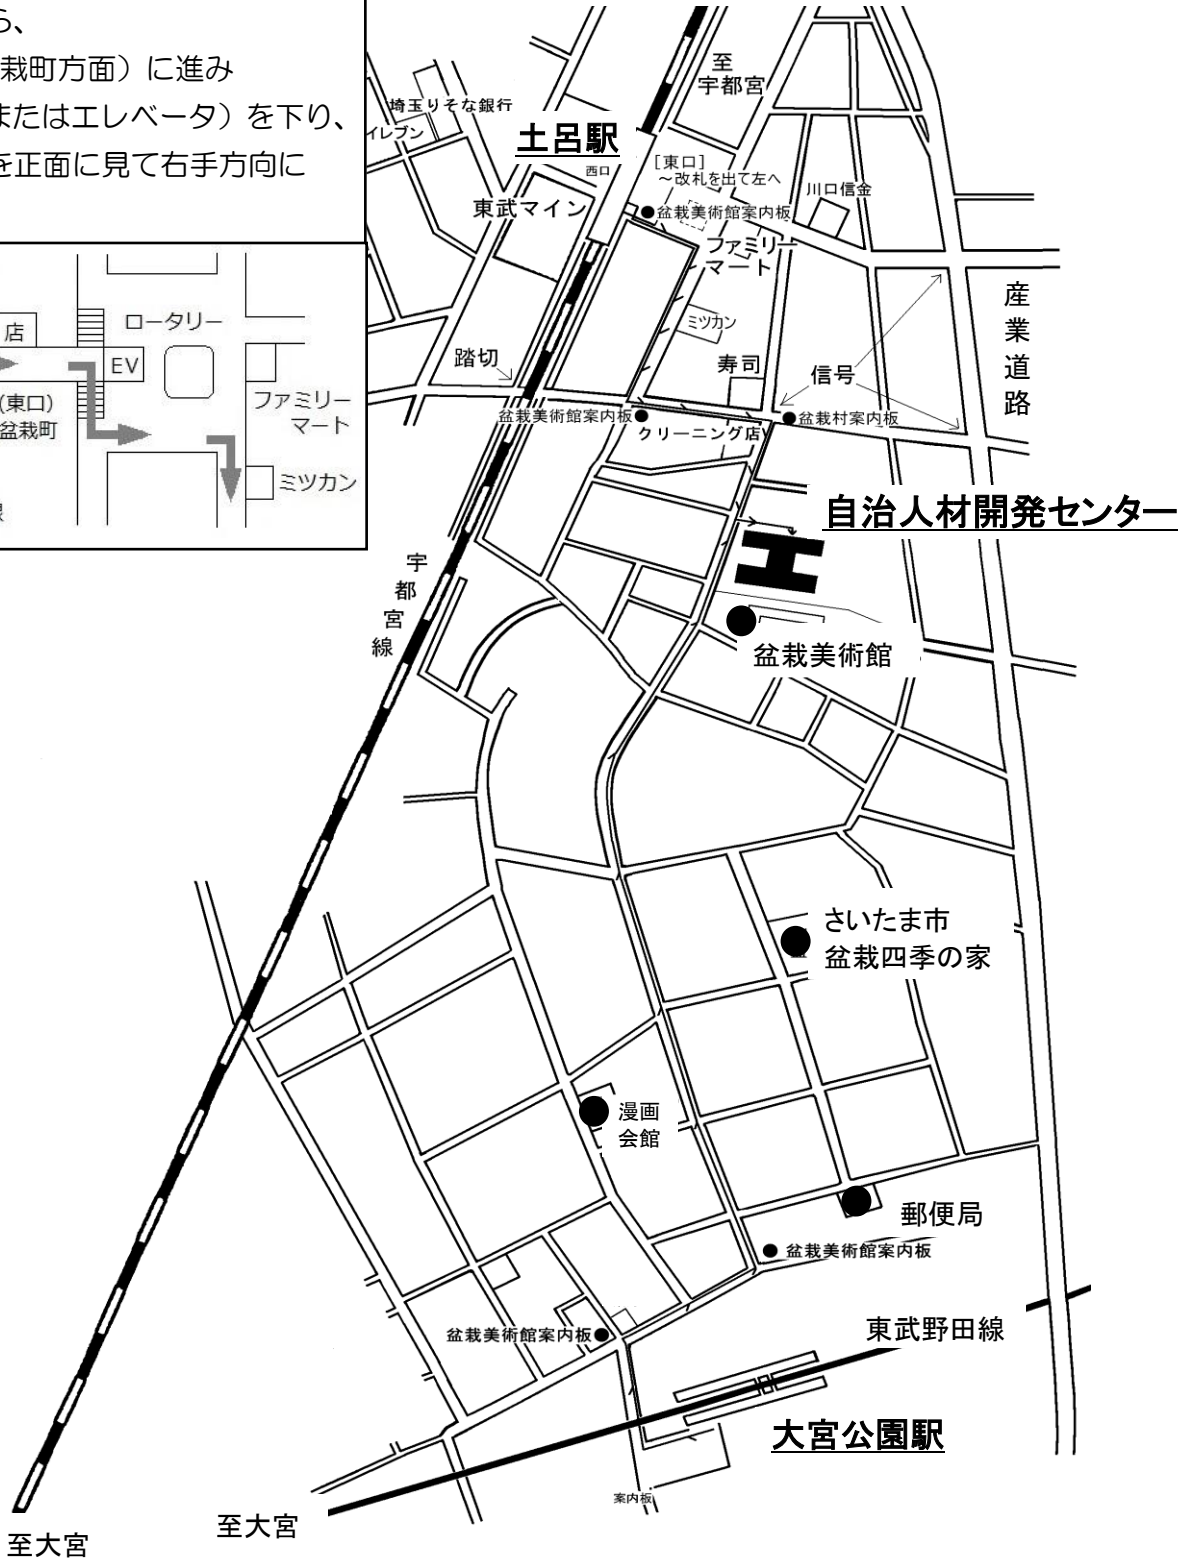 ら、
栽町方面）に進み
またはエレベータ）を下り、
を正面に見て右手方向に
店
ロータリー
EV
(東口)
盆栽町
ファミリー
マート
ミツカン
至
宇都宮
埼玉りそな銀行
イレブン
土呂駅
西口
［東口］
～改札を出て左へ
川口信金
東武マイン
盆栽美術館案内板
ファミリー
マート
産業道路
ミツカン
踏切
寿司
信号
盆栽美術館案内板
盆栽村案内板
クリーニング店
自治人材開発センター
宇都宮線
盆栽美術館
さいたま市
盆栽四季の家
漫画
会館
郵便局
盆栽美術館案内板
東武野田線
盆栽美術館案内板
大宮公園駅
案内板
至大宮
至大宮